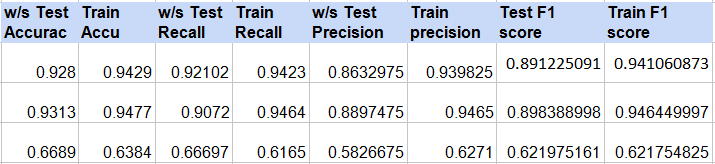 w/s Test Train w/s Test Train w/s Test Train Test F1 Train F1
Accurac Accu Recall Recall Precision precision score score
0.928 0.9429 0.92102 0.9423 0.8632975 0.939825 0.891225091 0.941060873
0.9313 0.9477 0.9072 0.9464 0.8897475 0.9465 0.898388998 0.946449997
0.6689 0.6384 0.66697 0.6165 0.5826675 0.6271 0.621975161 0.621754825